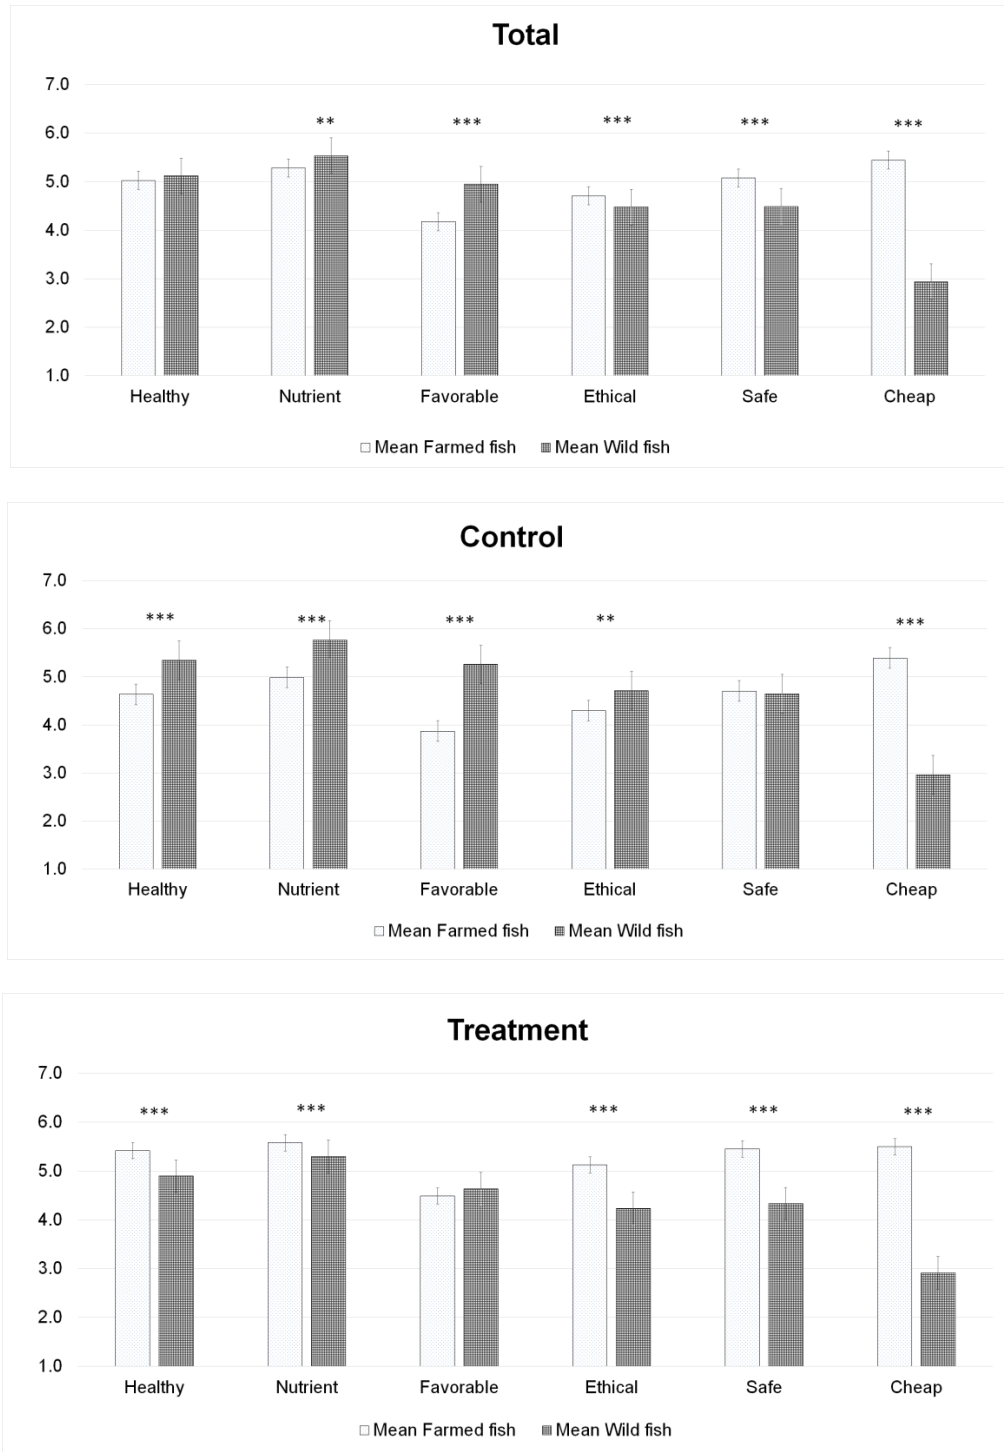 Total
7.0
6.0
5.0
4.0
3.0
2.0
1.0
** *** *** *** ***
Healthy Nutrient Favorable Ethical Safe Cheap
Mean Farmed fish Mean Wild fish
Control
7.0
6.0
5.0
4.0
3.0
2.0
1.0
*** *** *** ** ***
Healthy Nutrient Favorable Ethical Safe Cheap
Mean Farmed fish Mean Wild fish
Treatment
7.0
6.0
5.0
4.0
3.0
2.0
1.0
*** *** *** *** ***
Healthy Nutrient Favorable Ethical Safe Cheap
Mean Farmed fish Mean Wild fish